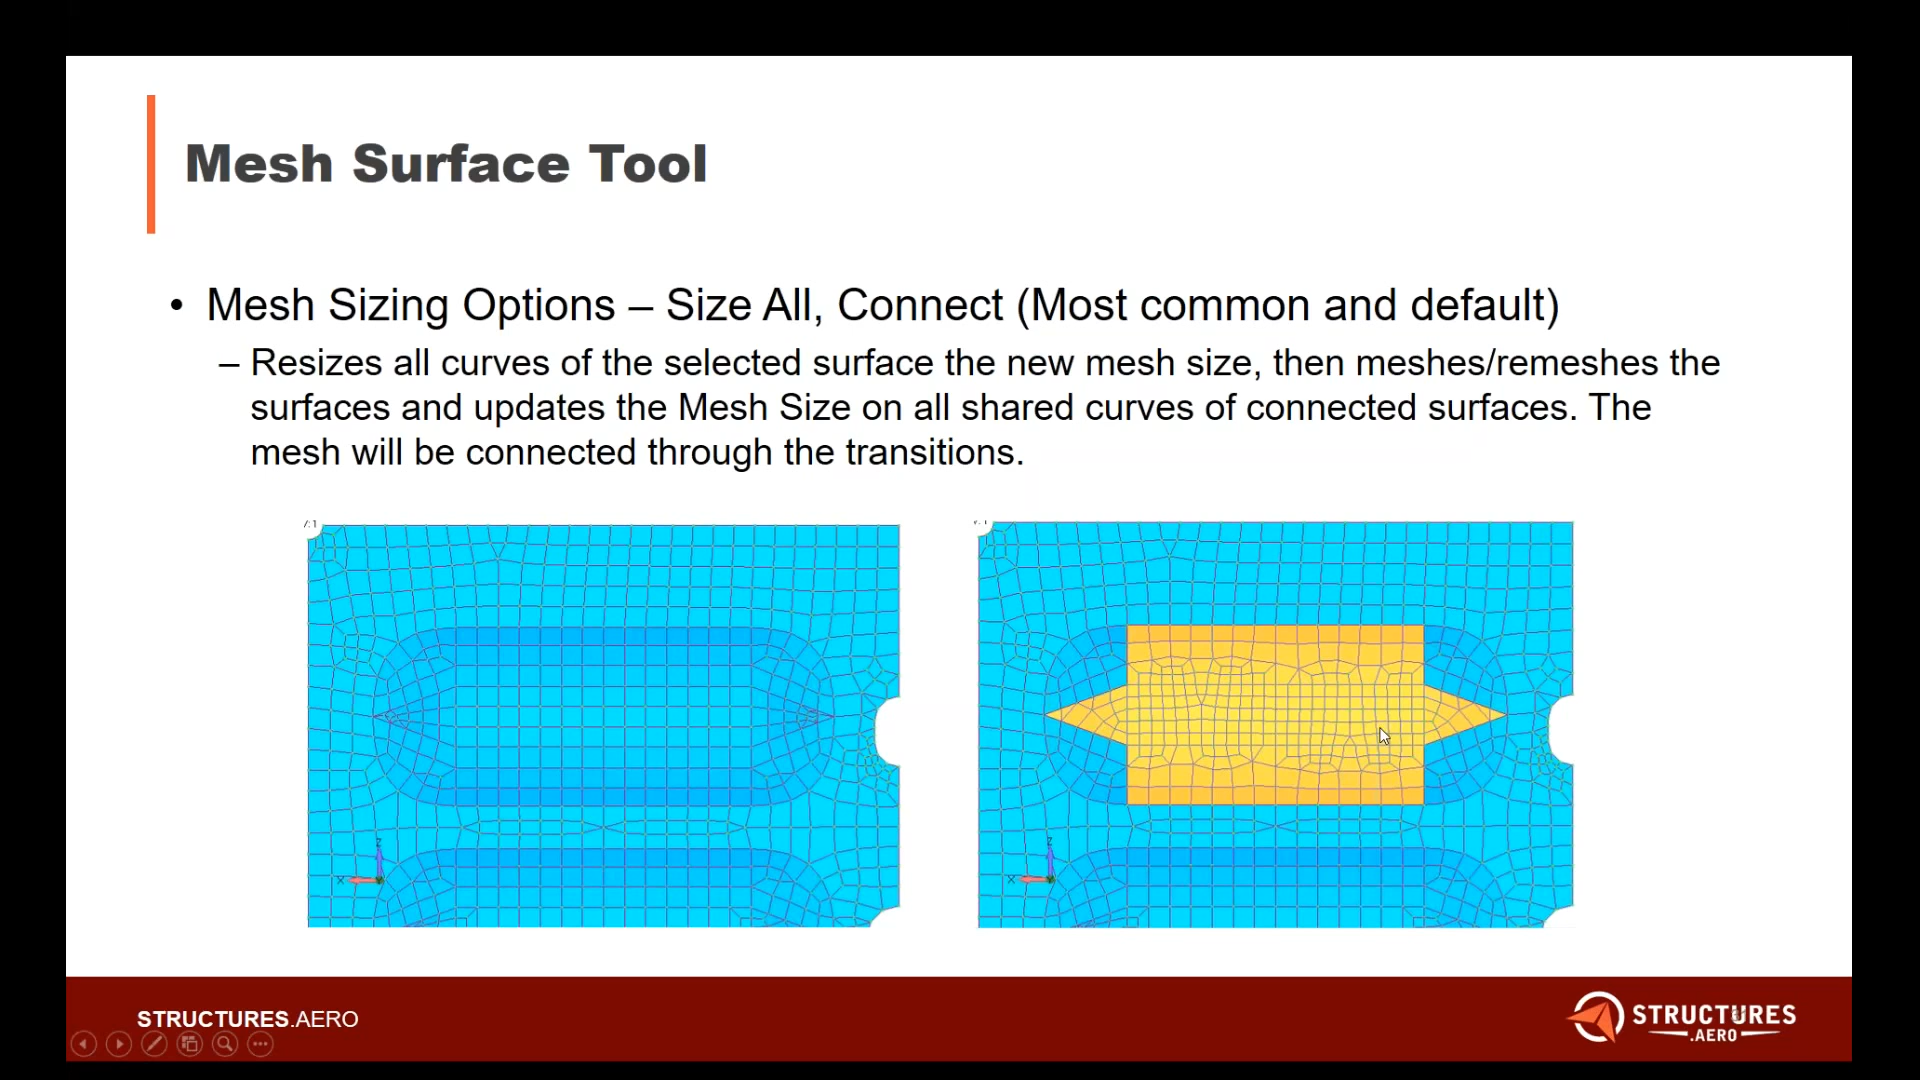 Mesh Surface Tool
• Mesh Sizing Options – Size All, Connect (Most common and default)
– Resizes all curves of the selected surface the new mesh size, then meshes/remeshes the
surfaces and updates the Mesh Size on all shared curves of connected surfaces. The
mesh will be connected through the transitions.
V:1
Z
X
Z
X
STRUCTURES.AERO
STRUCTURES
.AERO